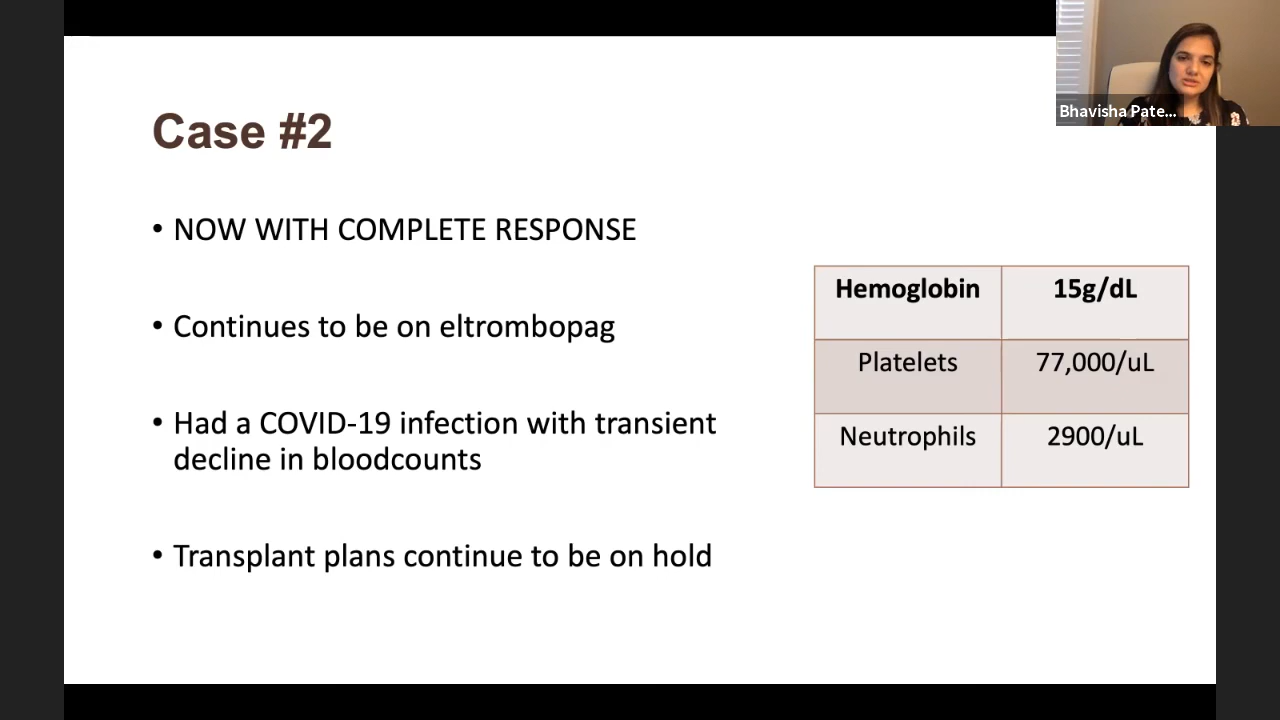 Bhavisha Pate...
Case #2
• NOW WITH COMPLETE RESPONSE
• Continues to be on eltrombopag
• Had a COVID-19 infection with transient
decline in bloodcounts
• Transplant plans continue to be on hold
Hemoglobin 15g/dL
Platelets 77,000/uL
Neutrophils 2900/uL